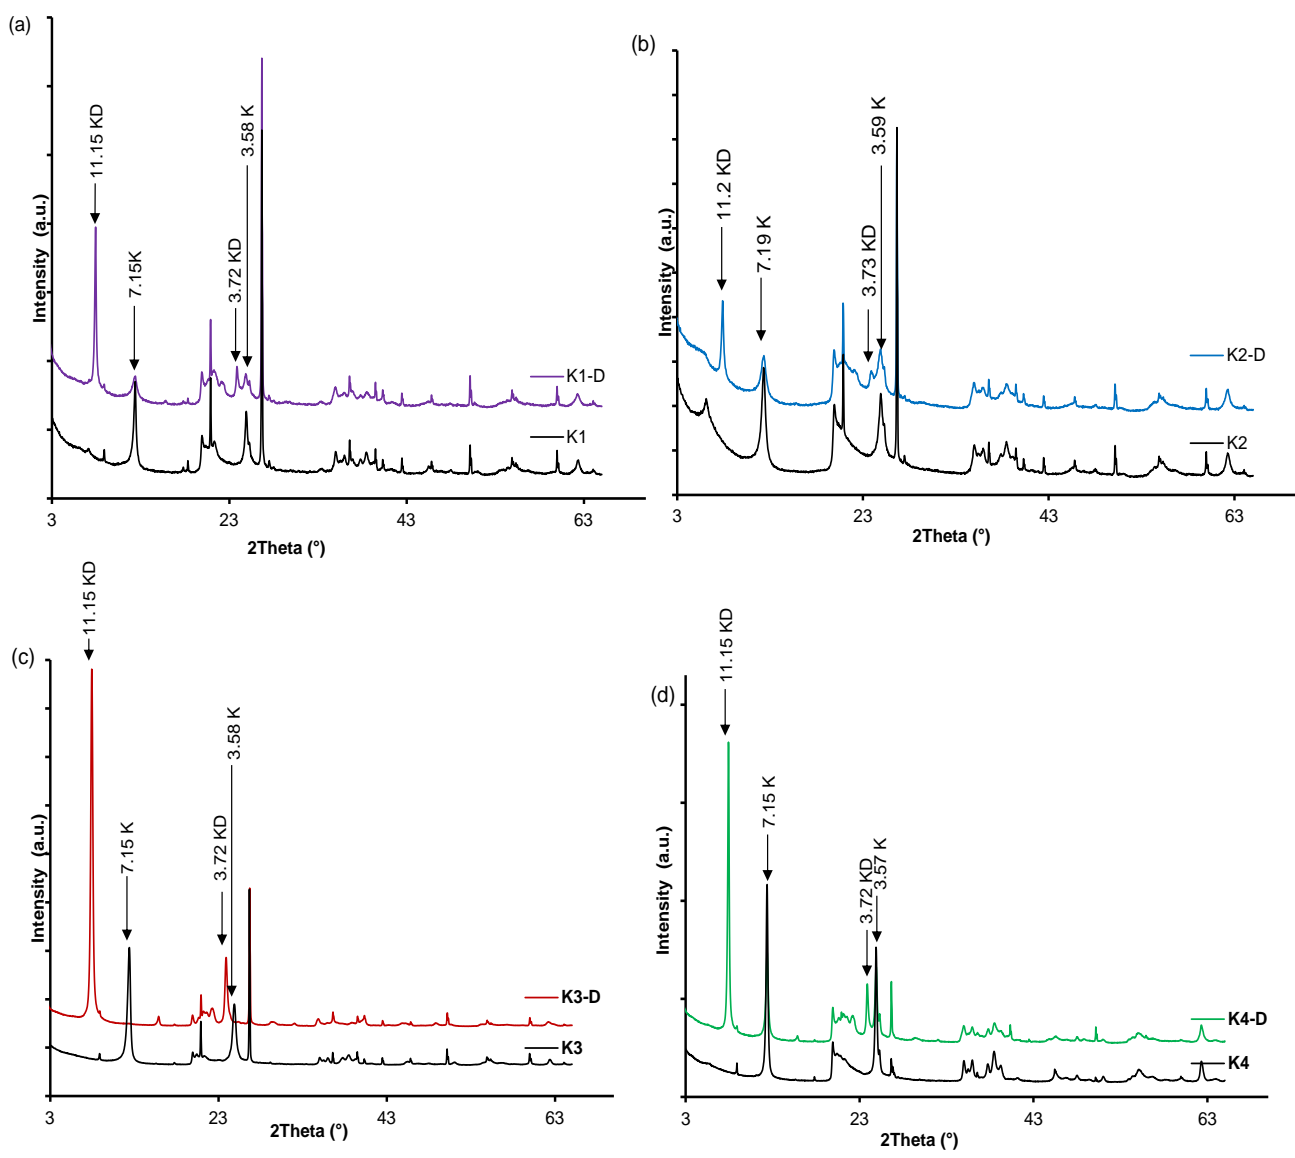 (a)
Intensity (a.u.)
11.15 KD
7.15K
3.72 KD
3.58 K
K1-D
K1
3
23
43
63
2Theta (°)
(b)
Intensity (a.u.)
11.2 KD
7.19 K
3.73 KD
3.59 K
K2-D
K2
3
23
43
63
2Theta (°)
(c)
Intensity (a.u.)
11.15 KD
7.15 K
3.72 KD
3.58 K
K3-D
K3
3
23
43
63
2Theta (°)
(d)
Intensity (a.u.)
11.15 KD
7.15 K
3.72 KD
3.57 K
K4-D
K4
3
23
43
63
2Theta (°)